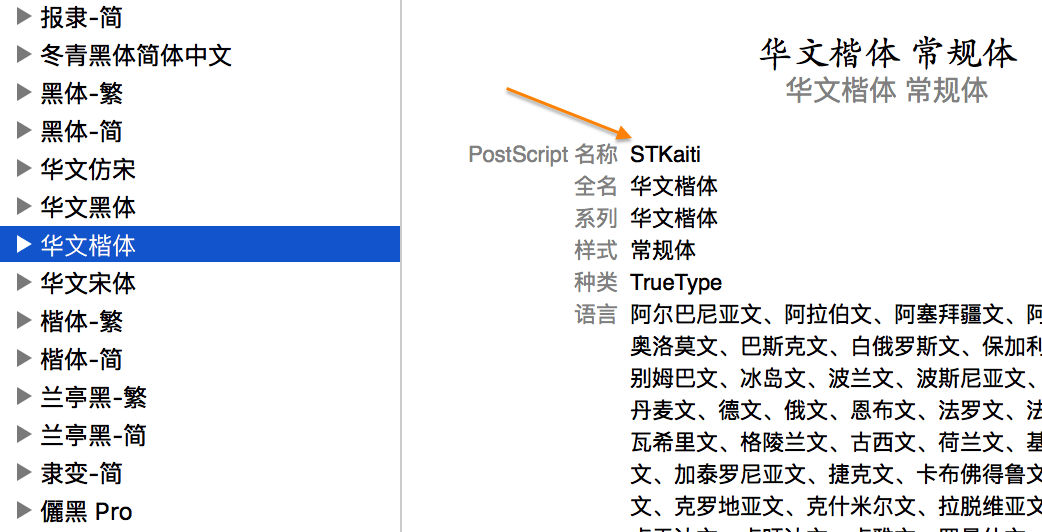 报隶-简
冬青黑体简体中文
黑体-繁
黑体-简
华文仿宋
华文黑体
华文楷体
华文宋体
楷体-繁
楷体-简
兰亭黑-繁
兰亭黑-简
隶变-简
儷黑 Pro
华文楷体 常规体
华文楷体 常规体
PostScript 名称 STKaiti
全名 华文楷体
系列 华文楷体
样式 常规体
种类 TrueType
语言 阿尔巴尼亚文、阿拉伯文、阿塞拜疆文、阿
奥洛莫文、巴斯克文、白俄罗斯文、保加利
别姆巴文、冰岛文、波兰文、波斯尼亚文、
丹麦文、德文、俄文、恩布文、法罗文、法
瓦希里文、格陵兰文、古西文、荷兰文、基
文、加泰罗尼亚文、捷克文、卡布佛得鲁文
文、克罗地亚文、克什米尔文、拉脱维亚文